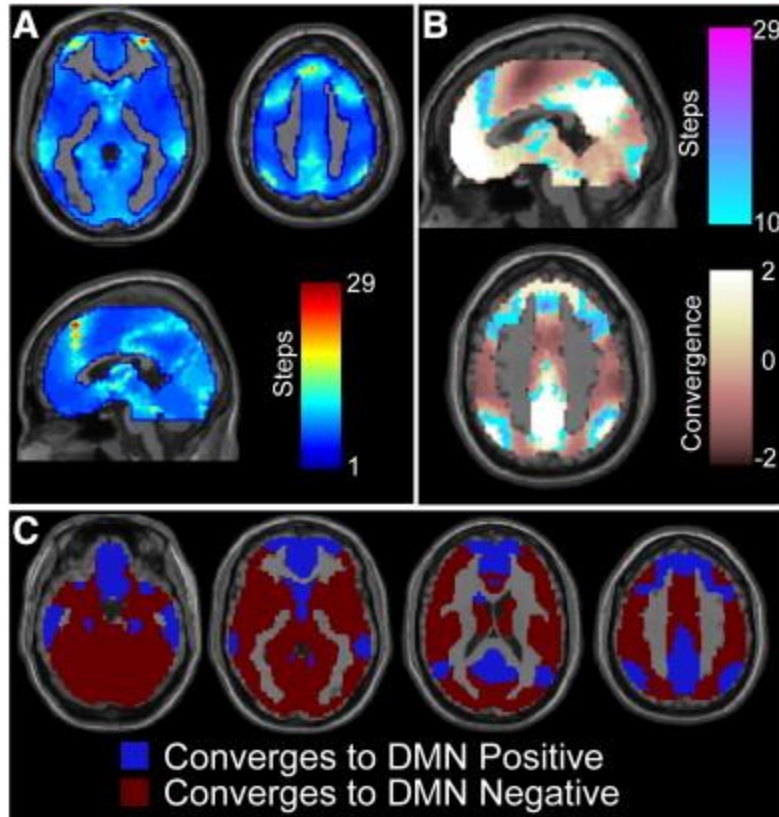 A
B
29
Steps
10
2
0
-2
Convergence
29
Steps
1
C
Converges to DMN Positive
Converges to DMN Negative